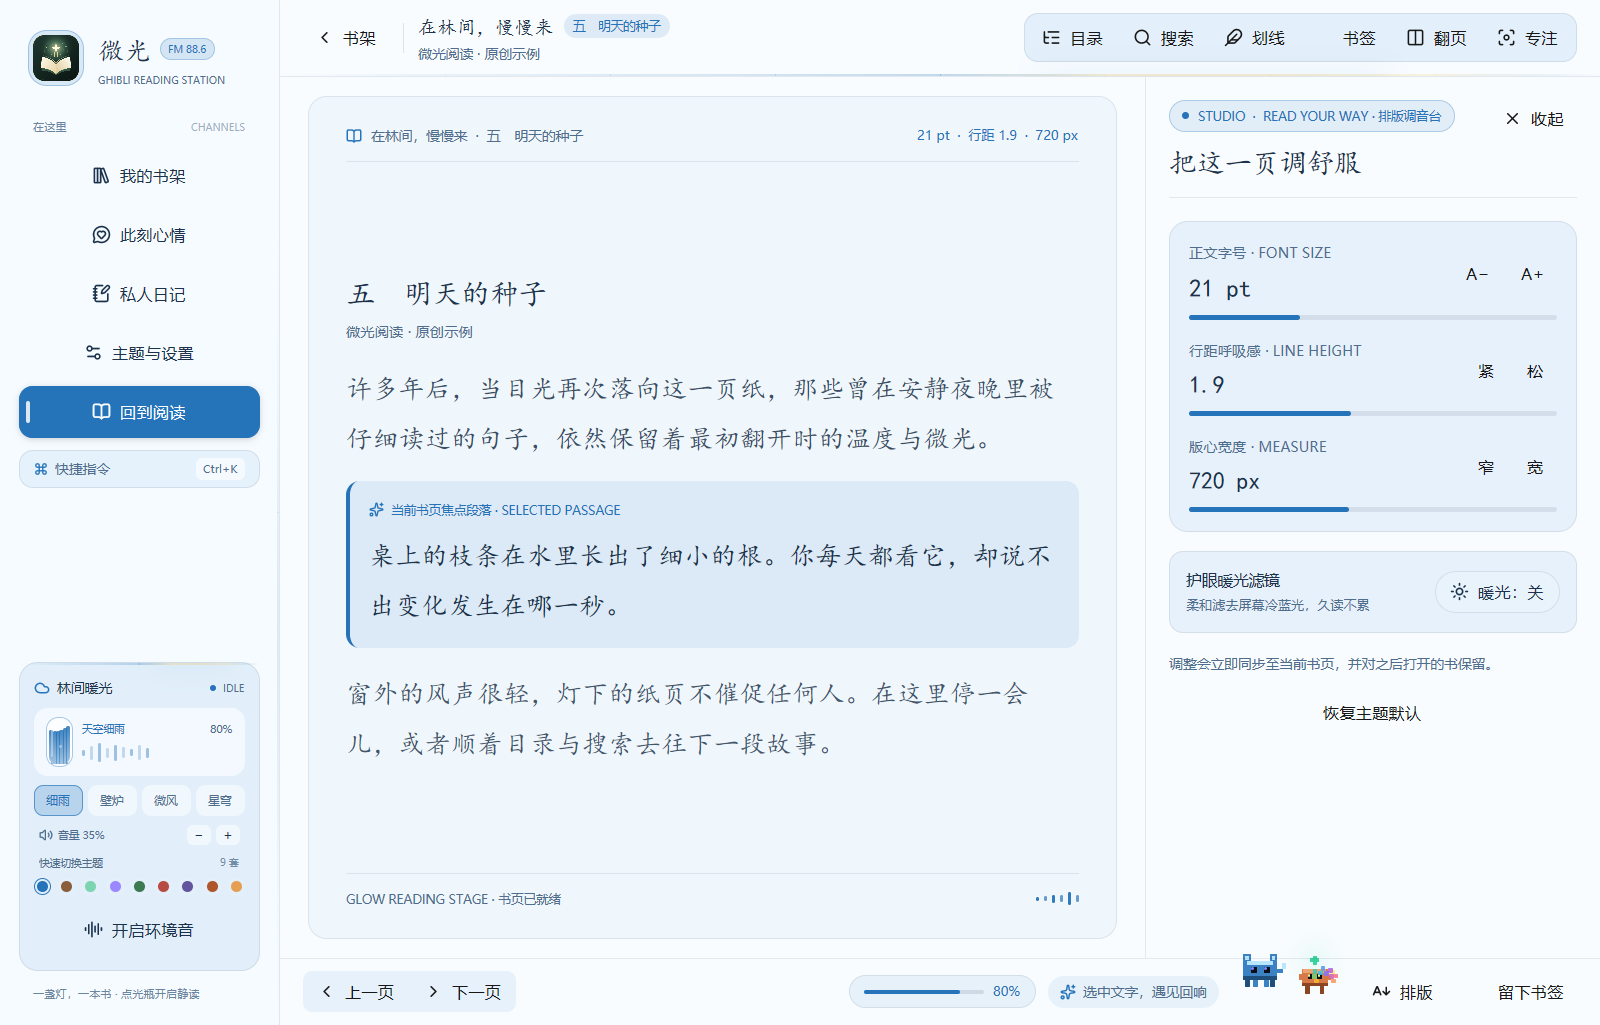 微光 FM 88.6
GHIBLI READING STATION
在这里 CHANNELS
我的书架
此刻心情
私人日记
主题与设置
回到阅读
快捷指令 Ctrl+K
林间暖光 IDLE
天空细雨 80%
细雨 壁炉 微风 星穹
音量 35% − +
快速切换主题 9 套
开启环境音
一盏灯，一本书 · 点光瓶开启静读
书架
在林间，慢慢来 五　明天的种子
微光阅读 · 原创示例
目录 搜索 划线 书签 翻页 专注
在林间，慢慢来 · 五　明天的种子 21 pt · 行距 1.9 · 720 px
五　明天的种子
微光阅读 · 原创示例
许多年后，当目光再次落向这一页纸，那些曾在安静夜晚里被
仔细读过的句子，依然保留着最初翻开时的温度与微光。
当前书页焦点段落 · SELECTED PASSAGE
桌上的枝条在水里长出了细小的根。你每天都看它，却说不
出变化发生在哪一秒。
窗外的风声很轻，灯下的纸页不催促任何人。在这里停一会
儿，或者顺着目录与搜索去往下一段故事。
GLOW READING STAGE · 书页已就绪
STUDIO · READ YOUR WAY · 排版调音台 收起
把这一页调舒服
正文字号 · FONT SIZE
21 pt A− A+
行距呼吸感 · LINE HEIGHT
1.9 紧 松
版心宽度 · MEASURE
720 px 窄 宽
护眼暖光滤镜
柔和滤去屏幕冷蓝光，久读不累
暖光：关
调整会立即同步至当前书页，并对之后打开的书保留。
恢复主题默认
上一页 下一页 80% 选中文字，遇见回响 排版 留下书签